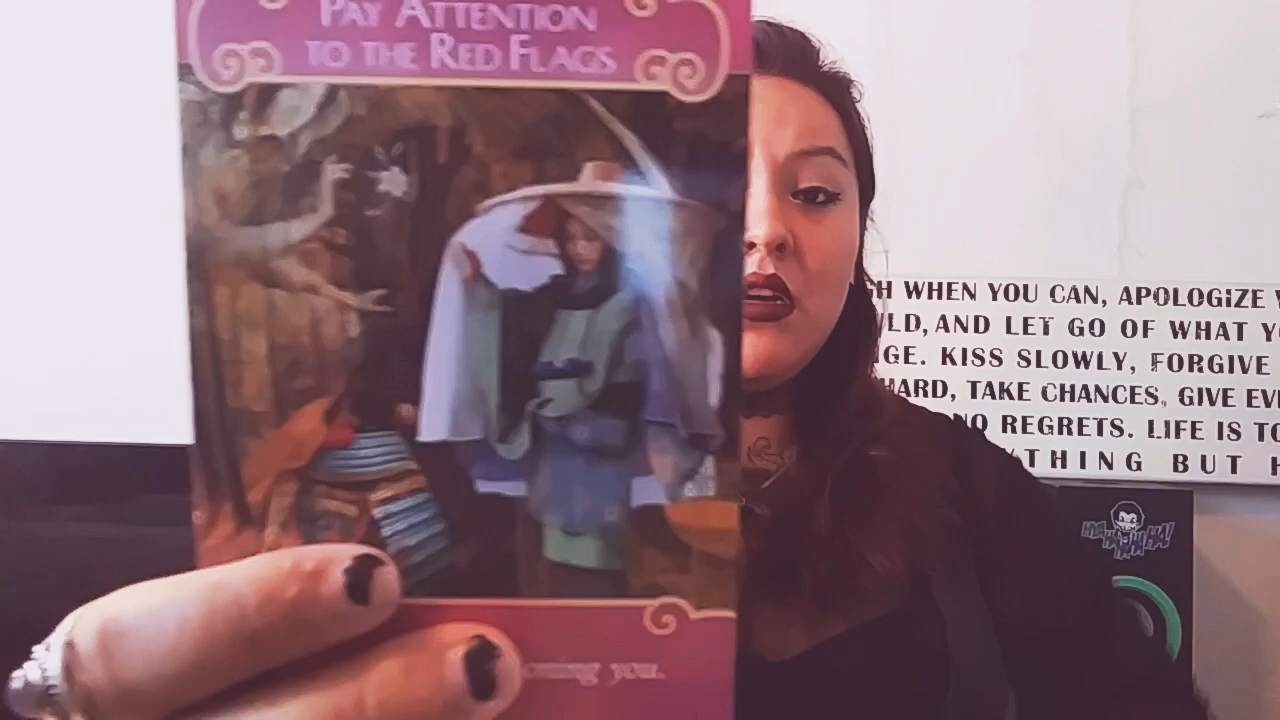 PAY ATTENTION
TO THE RED FLAGS
you.
H WHEN YOU CAN, APOLOGIZE
LD, AND LET GO OF WHAT
GE. KISS SLOWLY, FORGIVE
HARD, TAKE CHANCES, GIVE
NO REGRETS. LIFE IS
THING BUT